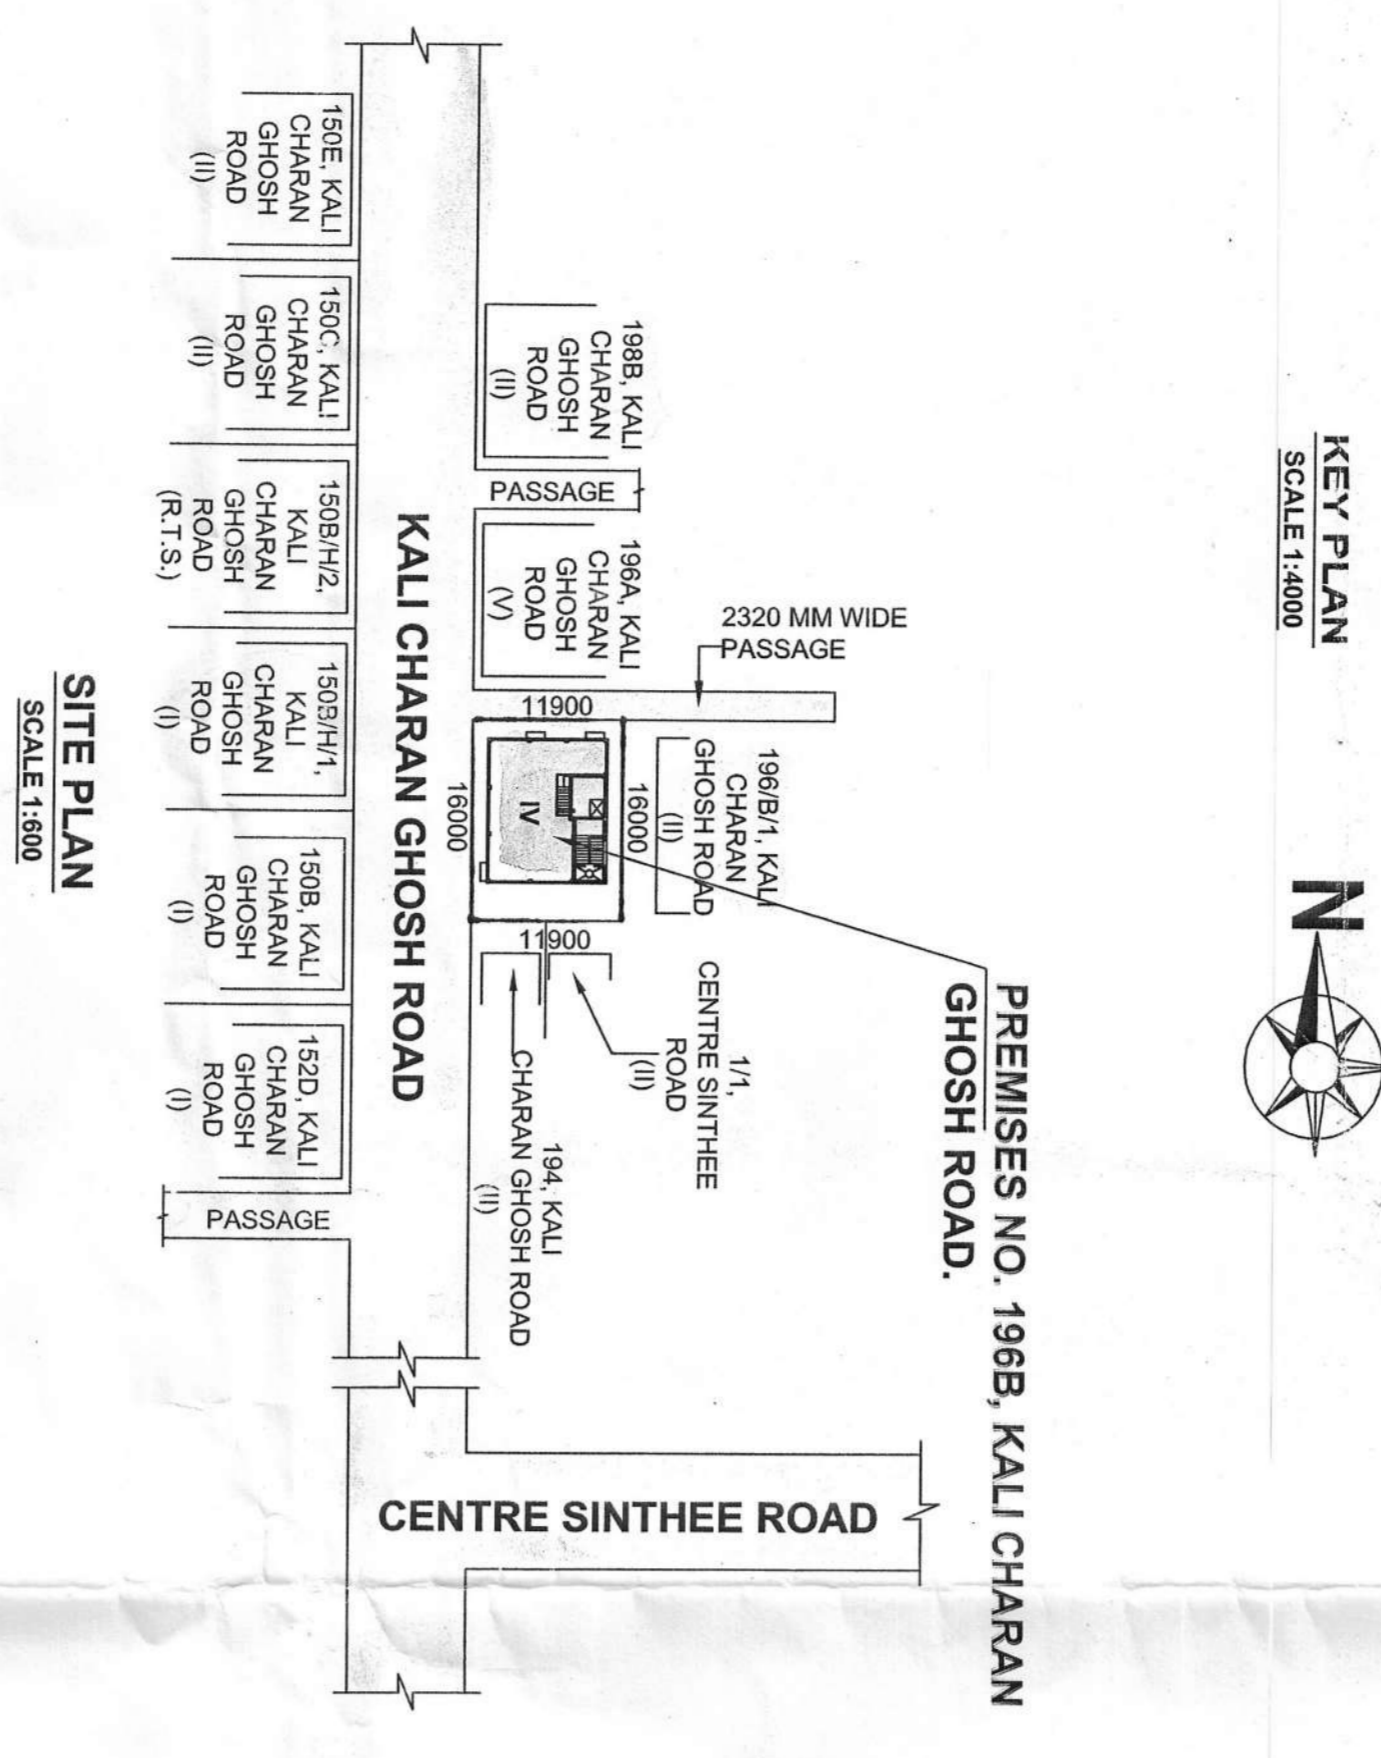 KEY PLAN
SCALE 1:4000
N
PREMISES NO. 196B, KALI CHARAN
GHOSH ROAD.
2320 MM WIDE
PASSAGE
198B, KALI
CHARAN
GHOSH
ROAD
(II)
PASSAGE
196A, KALI
CHARAN
GHOSH
ROAD
(V)
196/B/1, KALI
CHARAN
GHOSH ROAD
(II)
11900
16000
IV
16000
11900
1/1,
CENTRE SINTHEE
ROAD
(II)
194, KALI
CHARAN GHOSH ROAD
(II)
CENTRE SINTHEE ROAD
KALI CHARAN GHOSH ROAD
150E, KALI
CHARAN
GHOSH
ROAD
(II)
150C, KALI
CHARAN
GHOSH
ROAD
(II)
150B/H/2,
KALI
CHARAN
GHOSH
ROAD
(R.T.S.)
150B/H/1,
KALI
CHARAN
GHOSH
ROAD
(I)
150B, KALI
CHARAN
GHOSH
ROAD
(I)
152D, KALI
CHARAN
GHOSH
ROAD
(I)
PASSAGE
SITE PLAN
SCALE 1:600